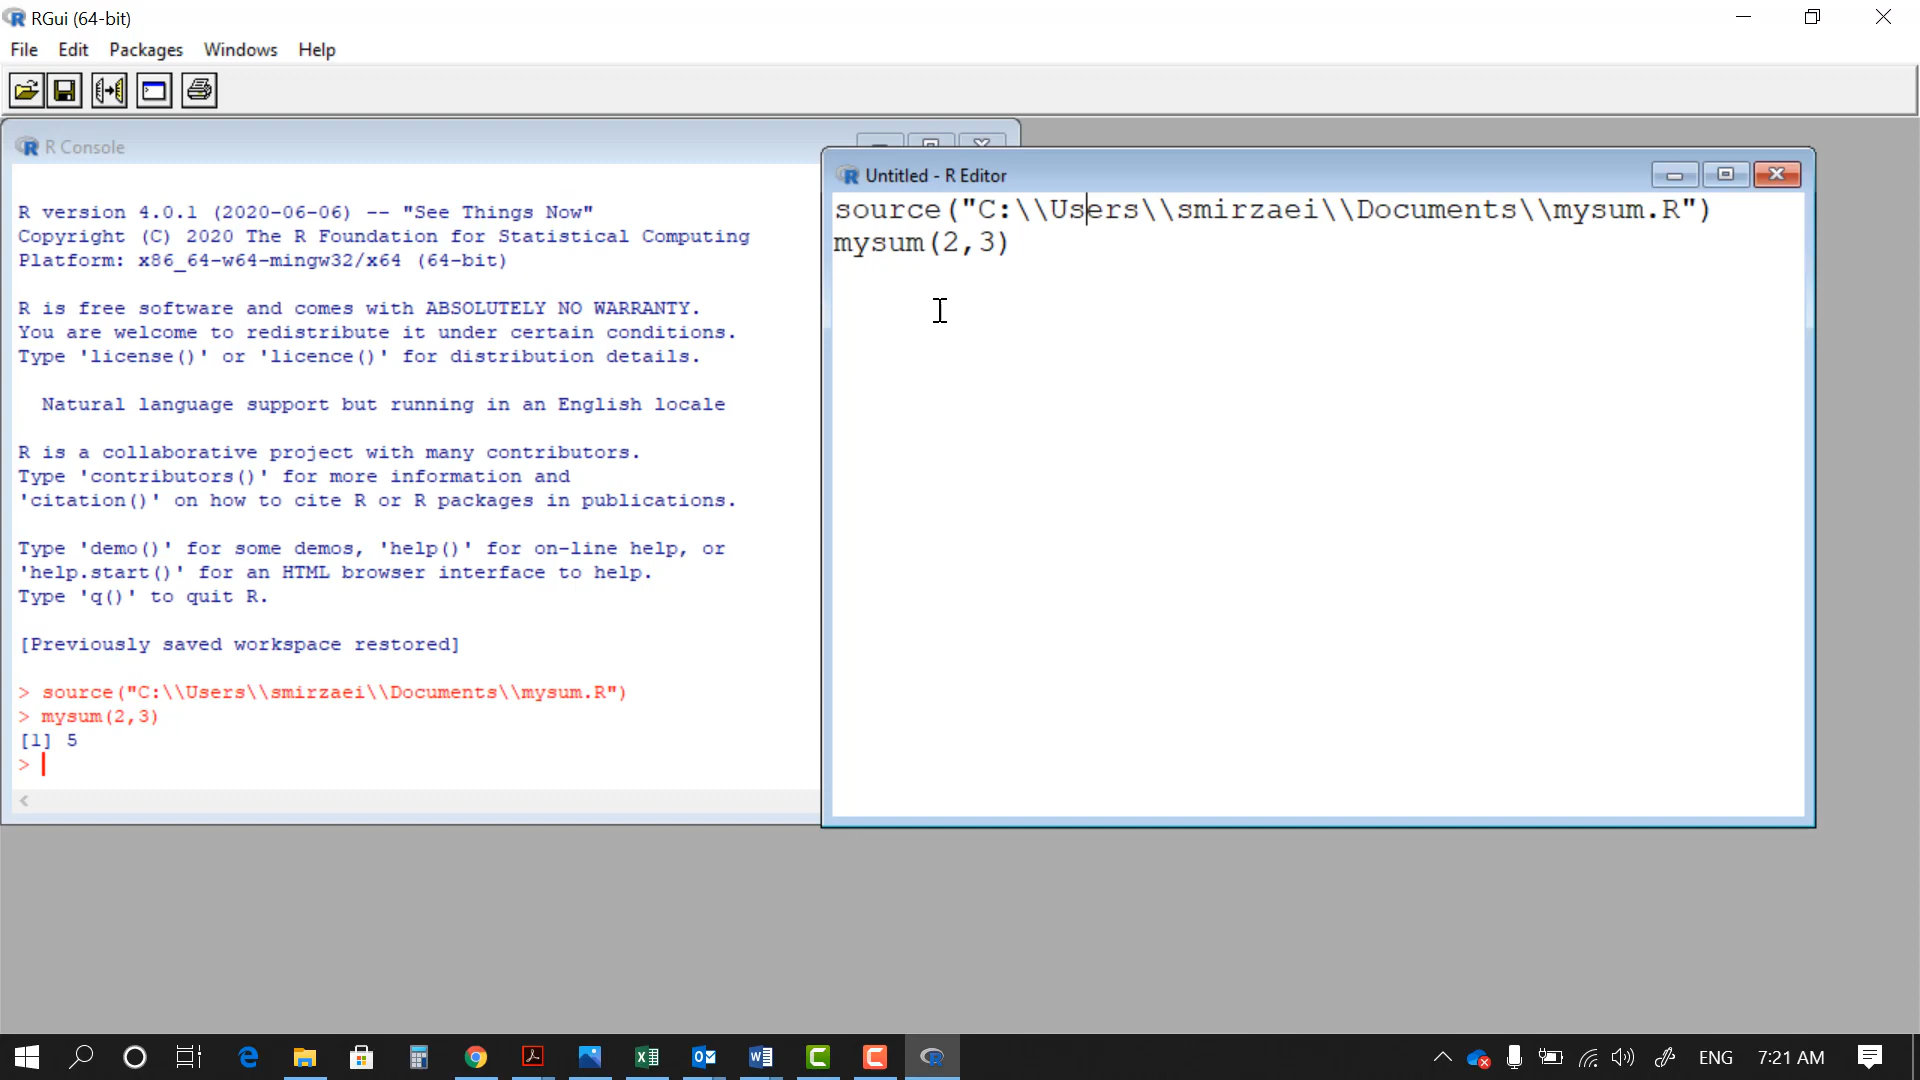 RGui (64-bit)
File Edit Packages Windows Help
R Console
R version 4.0.1 (2020-06-06) -- "See Things Now"
Copyright (C) 2020 The R Foundation for Statistical Computing
Platform: x86_64-w64-mingw32/x64 (64-bit)
R is free software and comes with ABSOLUTELY NO WARRANTY.
You are welcome to redistribute it under certain conditions.
Type 'license()' or 'licence()' for distribution details.
Natural language support but running in an English locale
R is a collaborative project with many contributors.
Type 'contributors()' for more information and
'citation()' on how to cite R or R packages in publications.
Type 'demo()' for some demos, 'help()' for on-line help, or
'help.start()' for an HTML browser interface to help.
Type 'q()' to quit R.
[Previously saved workspace restored]
> source("C:\\Users\\smirzaei\\Documents\\mysum.R")
> mysum(2,3)
[1] 5
>
Untitled - R Editor
source("C:\\Users\\smirzaei\\Documents\\mysum.R")
mysum(2,3)
ENG 7:21 AM